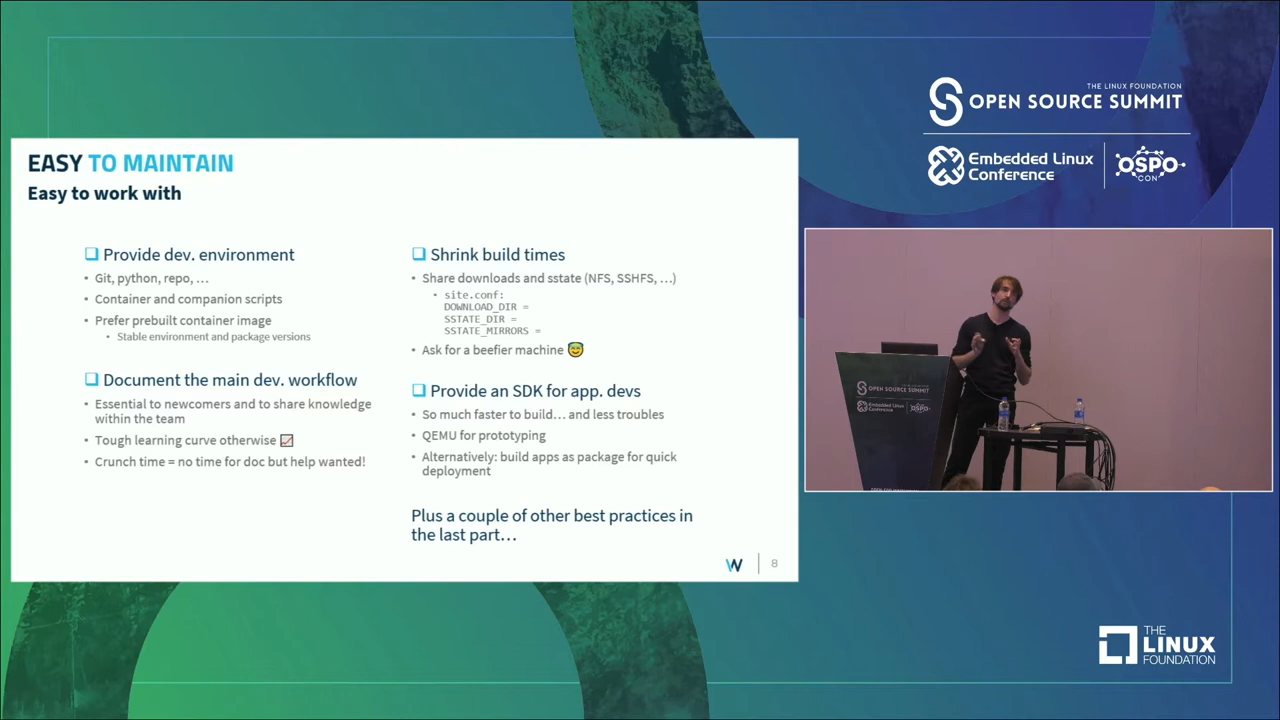 THE LINUX FOUNDATION
OPEN SOURCE SUMMIT
Embedded Linux
Conference
OSPO
CON
EASY TO MAINTAIN
Easy to work with
❑ Provide dev. environment
• Git, python, repo, …
• Container and companion scripts
• Prefer prebuilt container image
• Stable environment and package versions
❑ Document the main dev. workflow
• Essential to newcomers and to share knowledge
within the team
• Tough learning curve otherwise 📈
• Crunch time = no time for doc but help wanted!
❑ Shrink build times
• Share downloads and sstate (NFS, SSHFS, …)
• site.conf:
DOWNLOAD_DIR =
SSTATE_DIR =
SSTATE_MIRRORS =
• Ask for a beefier machine 😇
❑ Provide an SDK for app. devs
• So much faster to build… and less troubles
• QEMU for prototyping
• Alternatively: build apps as package for quick
deployment
Plus a couple of other best practices in
the last part…
W
8
OPEN SOURCE SUMMIT
Embedded Linux
Conference
OSPO
THE
LINUX
FOUNDATION